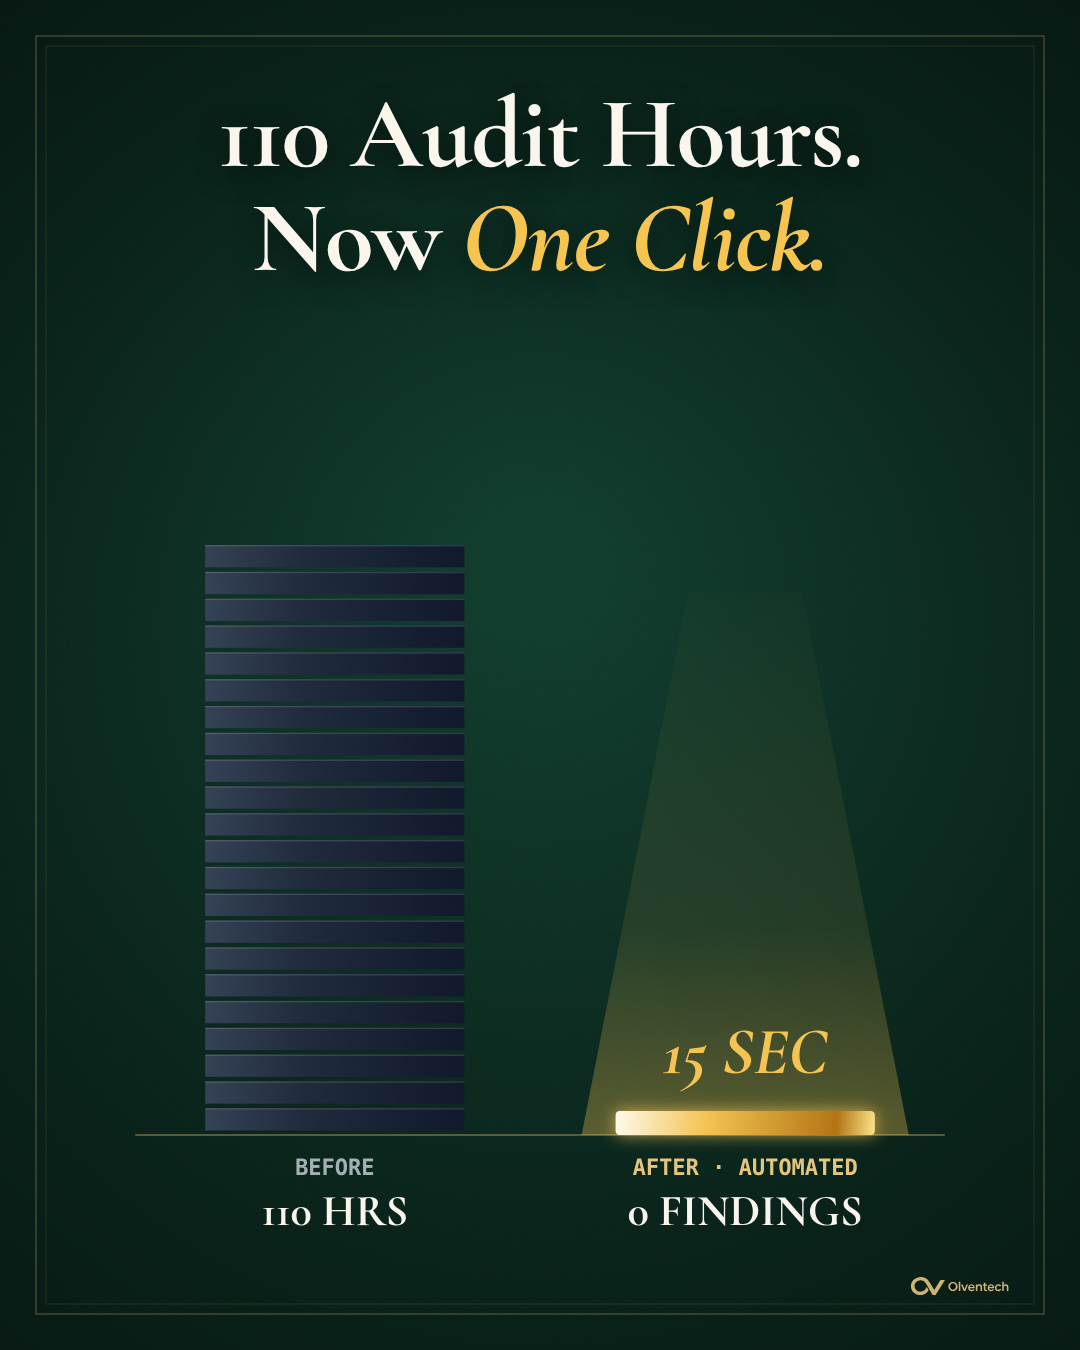 110 Audit Hours.
Now One Click.
15 SEC
BEFORE
110 HRS
AFTER · AUTOMATED
0 FINDINGS
Olventech